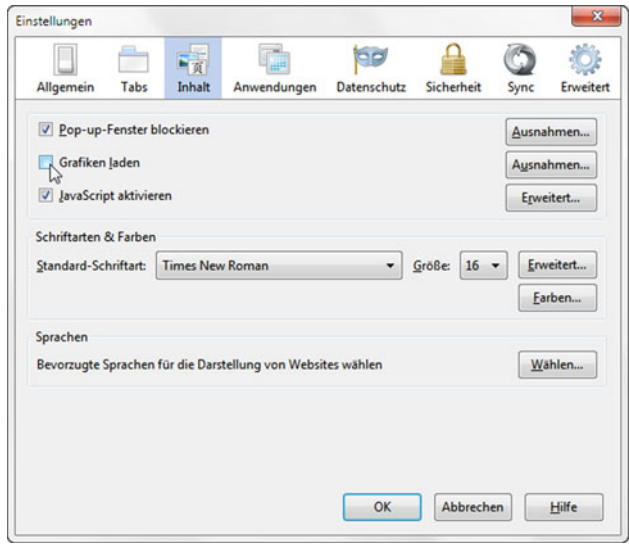 Einstellungen
Allgemein Tabs Inhalt Anwendungen Datenschutz Sicherheit Sync Erweitert
Pop-up-Fenster blockieren Ausnahmen...
Grafiken laden Ausnahmen...
JavaScript aktivieren Erweitert...
Schriftarten & Farben
Standard-Schriftart: Times New Roman Größe: 16 Erweitert...
Farben...
Sprachen
Bevorzugte Sprachen für die Darstellung von Websites wählen Wählen...
OK Abbrechen Hilfe